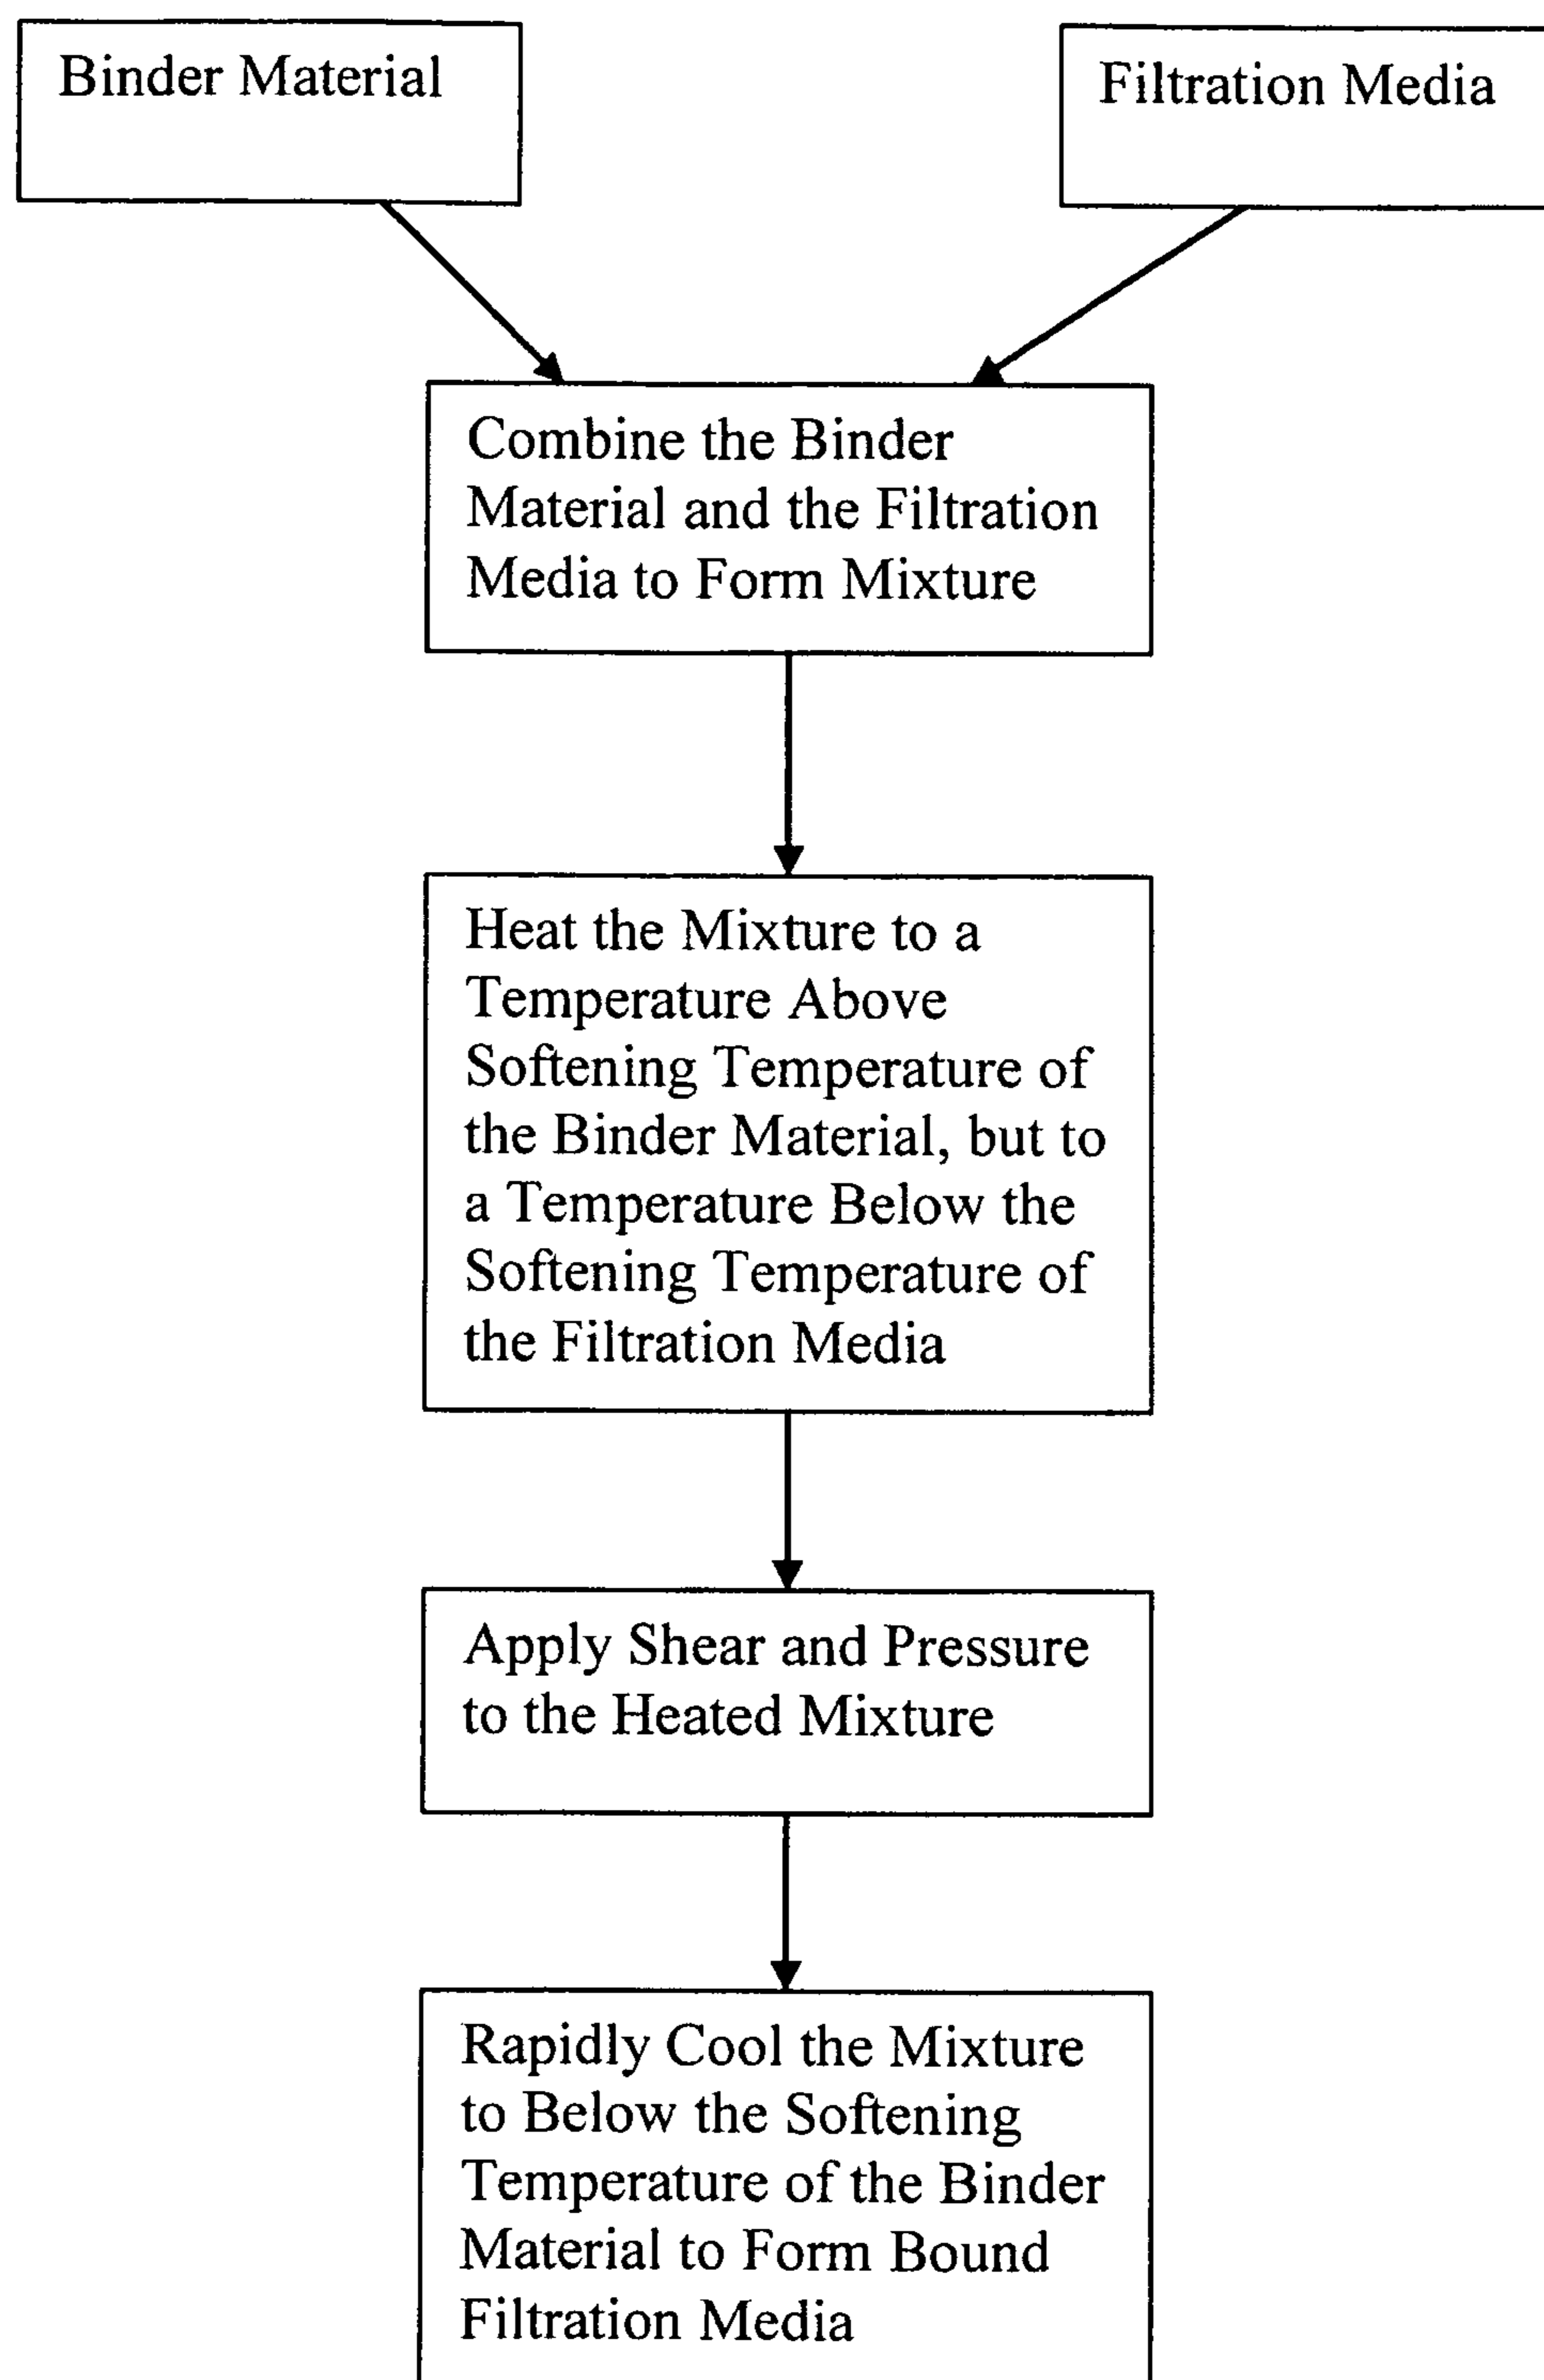 Binder Material
Filtration Media
Combine the Binder
Material and the Filtration
Media to Form Mixture
Heat the Mixture to a
Temperature Above
Softening Temperature of
the Binder Material, but to
a Temperature Below the
Softening Temperature of
the Filtration Media
Apply Shear and Pressure
to the Heated Mixture
Rapidly Cool the Mixture
to Below the Softening
Temperature of the Binder
Material to Form Bound
Filtration Media